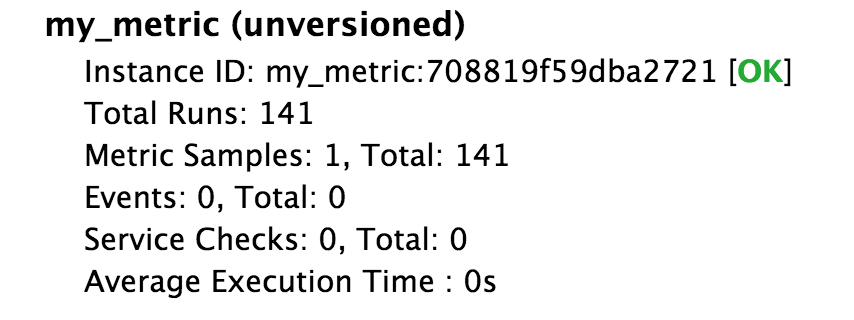 my_metric (unversioned)
Instance ID: my_metric:708819f59dba2721 [OK]
Total Runs: 141
Metric Samples: 1, Total: 141
Events: 0, Total: 0
Service Checks: 0, Total: 0
Average Execution Time : 0s